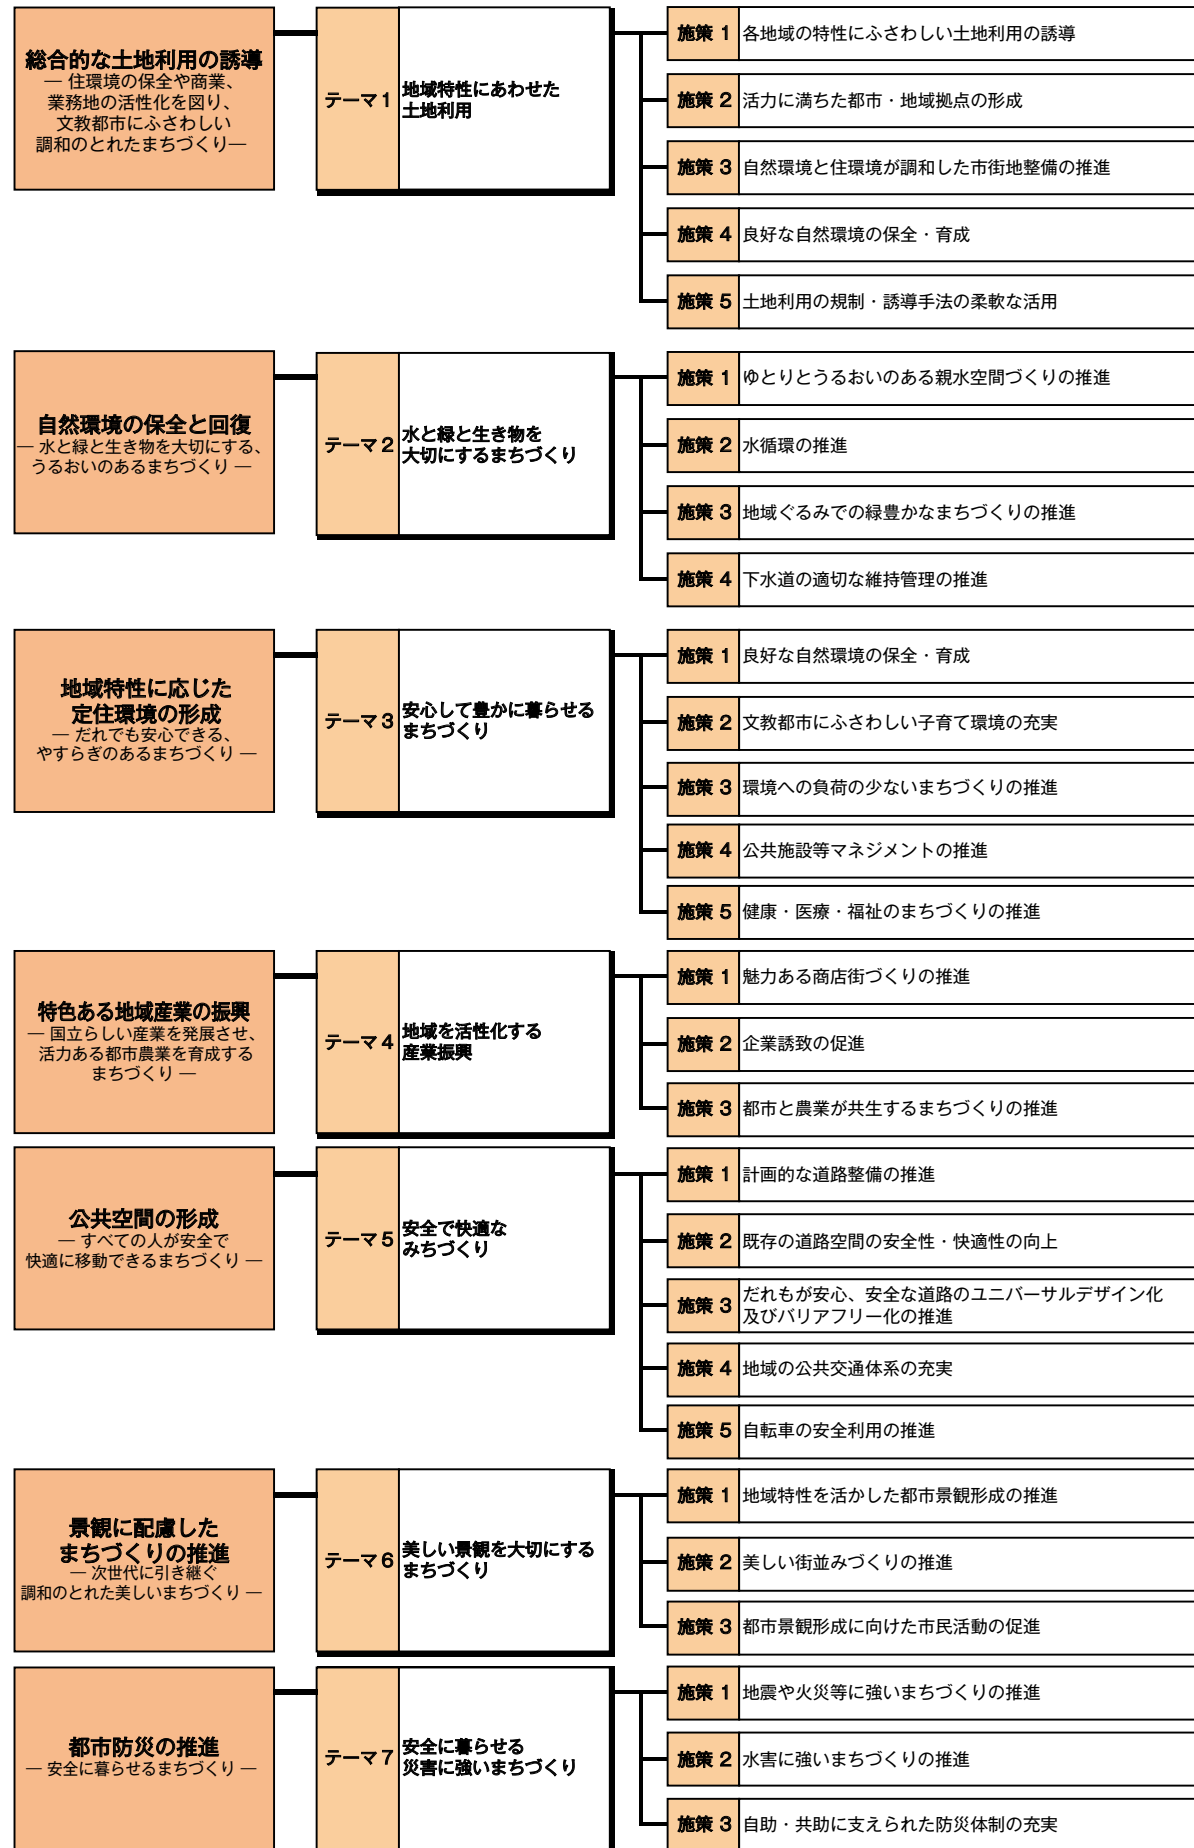 総合的な土地利用の誘導
― 住環境の保全や商業、
業務地の活性化を図り、
文教都市にふさわしい
調和のとれたまちづくり―
テーマ1
地域特性にあわせた
土地利用
施策 1 各地域の特性にふさわしい土地利用の誘導
施策 2 活力に満ちた都市・地域拠点の形成
施策 3 自然環境と住環境が調和した市街地整備の推進
施策 4 良好な自然環境の保全・育成
施策 5 土地利用の規制・誘導手法の柔軟な活用
自然環境の保全と回復
― 水と緑と生き物を大切にする、
うるおいのあるまちづくり ―
テーマ2
水と緑と生き物を
大切にするまちづくり
施策 1 ゆとりとうるおいのある親水空間づくりの推進
施策 2 水循環の推進
施策 3 地域ぐるみでの緑豊かなまちづくりの推進
施策 4 下水道の適切な維持管理の推進
地域特性に応じた
定住環境の形成
― だれでも安心できる、
やすらぎのあるまちづくり ―
テーマ3
安心して豊かに暮らせる
まちづくり
施策 1 良好な自然環境の保全・育成
施策 2 文教都市にふさわしい子育て環境の充実
施策 3 環境への負荷の少ないまちづくりの推進
施策 4 公共施設等マネジメントの推進
施策 5 健康・医療・福祉のまちづくりの推進
特色ある地域産業の振興
― 国立らしい産業を発展させ、
活力ある都市農業を育成する
まちづくり ―
テーマ4
地域を活性化する
産業振興
施策 1 魅力ある商店街づくりの推進
施策 2 企業誘致の促進
施策 3 都市と農業が共生するまちづくりの推進
公共空間の形成
― すべての人が安全で
快適に移動できるまちづくり ―
テーマ5
安全で快適な
みちづくり
施策 1 計画的な道路整備の推進
施策 2 既存の道路空間の安全性・快適性の向上
施策 3 だれもが安心、安全な道路のユニバーサルデザイン化
及びバリアフリー化の推進
施策 4 地域の公共交通体系の充実
施策 5 自転車の安全利用の推進
景観に配慮した
まちづくりの推進
― 次世代に引き継ぐ
調和のとれた美しいまちづくり ―
テーマ6
美しい景観を大切にする
まちづくり
施策 1 地域特性を活かした都市景観形成の推進
施策 2 美しい街並みづくりの推進
施策 3 都市景観形成に向けた市民活動の促進
都市防災の推進
― 安全に暮らせるまちづくり ―
テーマ7
安全に暮らせる
災害に強いまちづくり
施策 1 地震や火災等に強いまちづくりの推進
施策 2 水害に強いまちづくりの推進
施策 3 自助・共助に支えられた防災体制の充実